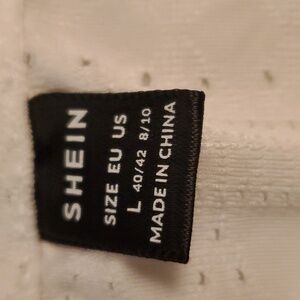 SHEIN
SIZE EU US
L 40/42 8/10
MADE IN CHINA